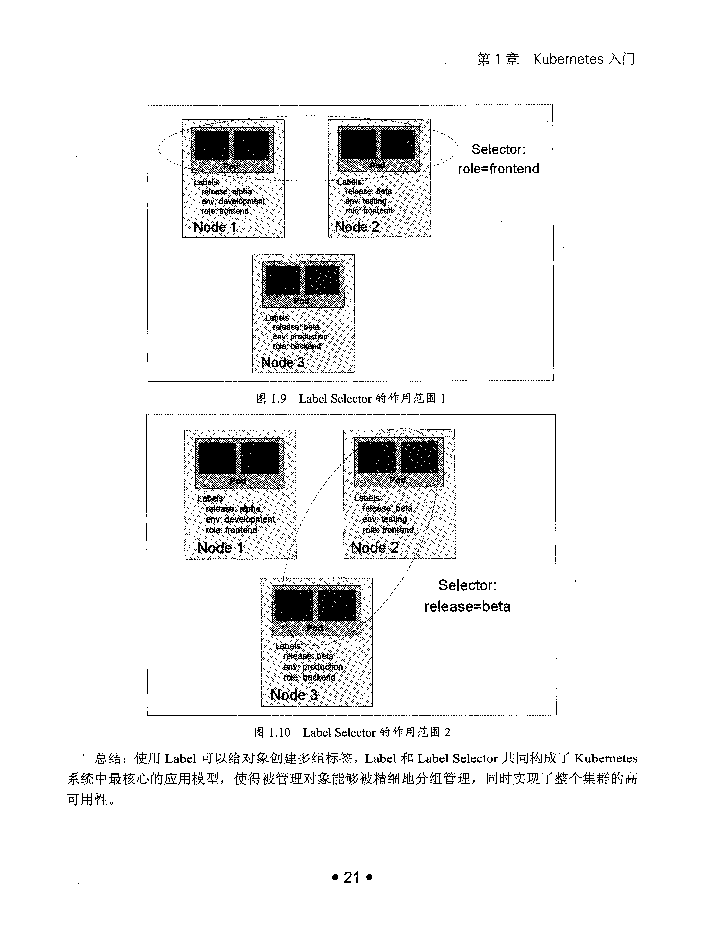 第1章 Kubernetes 入门
Selector:
role=frontend
Pod
Pod
Labels:
release: alpha
env: development
role: frontend
Node 1
Labels:
release: beta
env: testing
role: frontend
Node 2
Pod
Labels:
release: beta
env: production
role: backend
Node 3
图 1.9 Label Selector 的作用范围 1
Pod
Labels:
release: alpha
env: development
role: frontend
Node 1
Pod
Labels:
release: beta
env: testing
role: frontend
Node 2
Selector:
release=beta
Pod
Labels:
release: beta
env: production
role: backend
Node 3
图 1.10 Label Selector 的作用范围 2
总结：使用 Label 可以给对象创建多组标签，Label 和 Label Selector 共同构成了 Kubernetes
系统中最核心的应用模型，使得被管理对象能够被精细地分组管理，同时实现了整个集群的高
可用性。
• 21 •